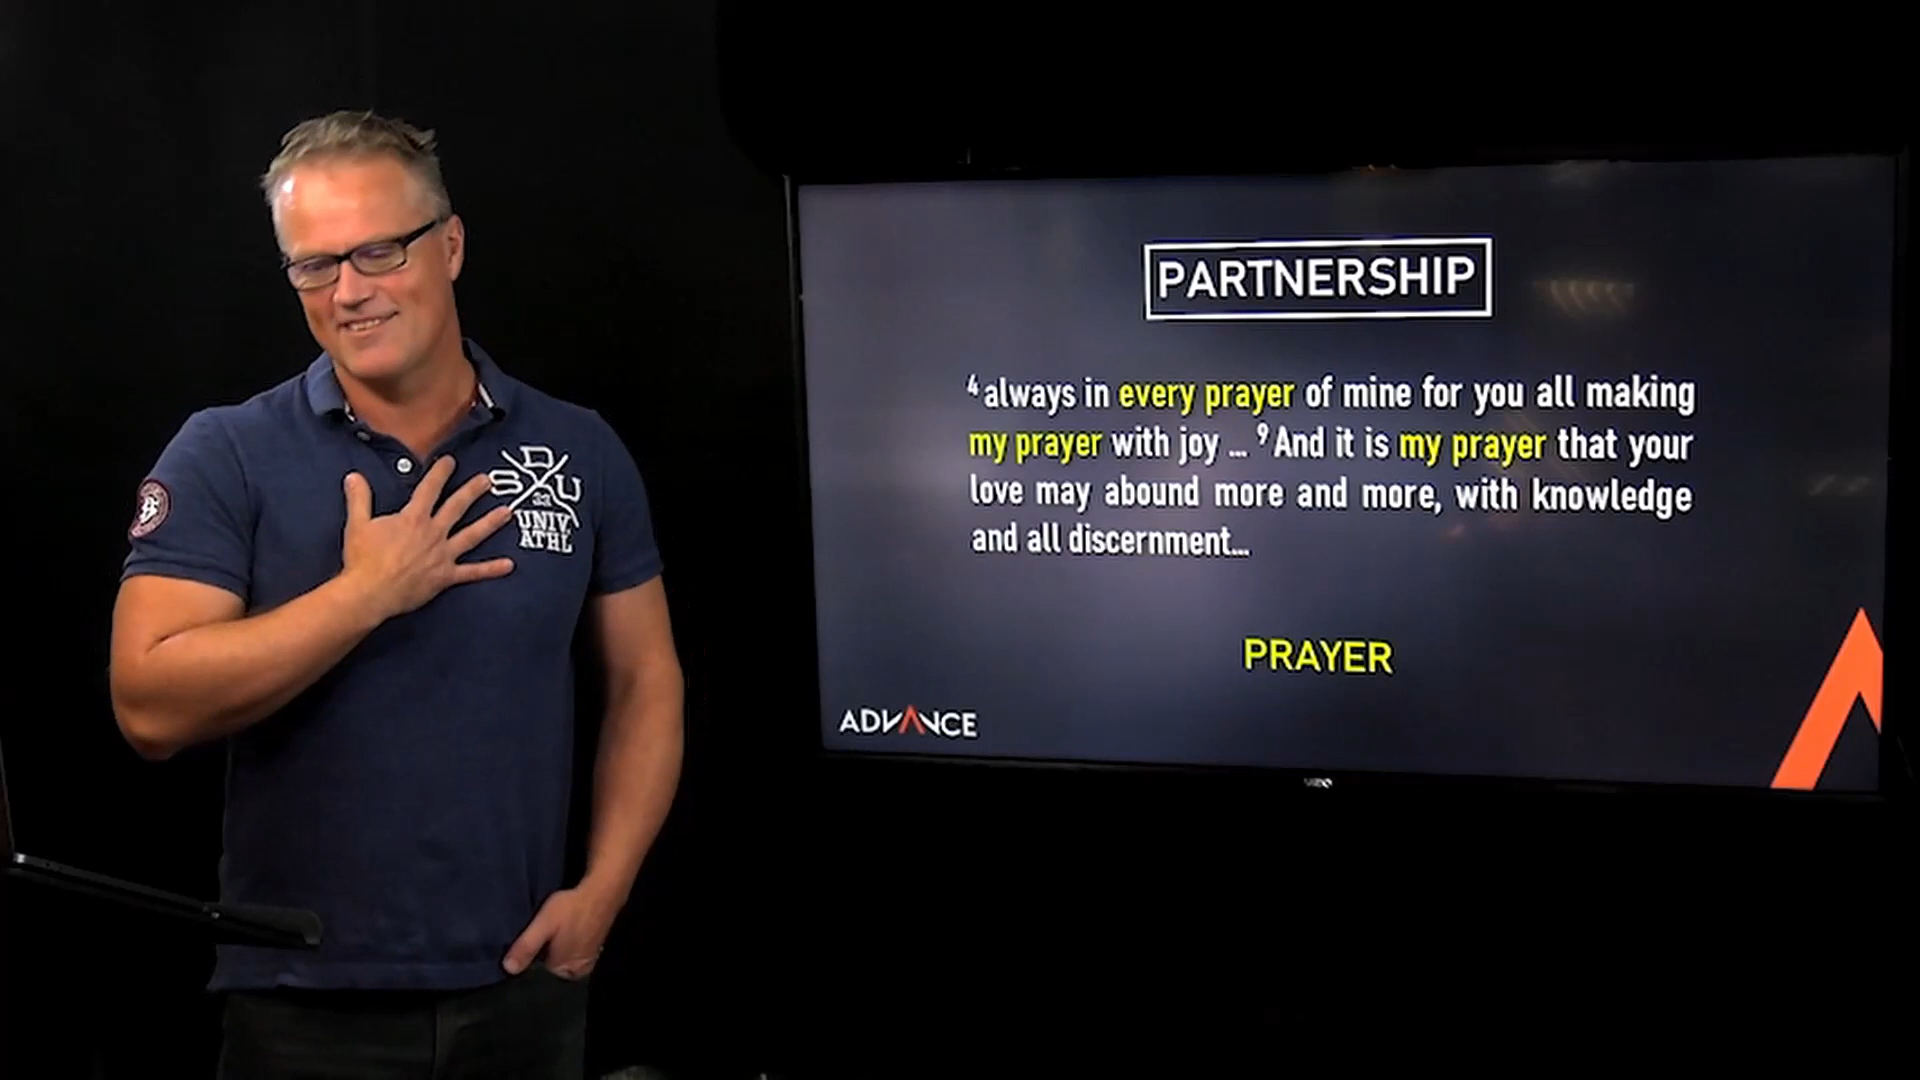 PARTNERSHIP
4 always in every prayer of mine for you all making
my prayer with joy ... 9 And it is my prayer that your
love may abound more and more, with knowledge
and all discernment...
PRAYER
ADVANCE
D
S U
33
UNIV.
ATHL